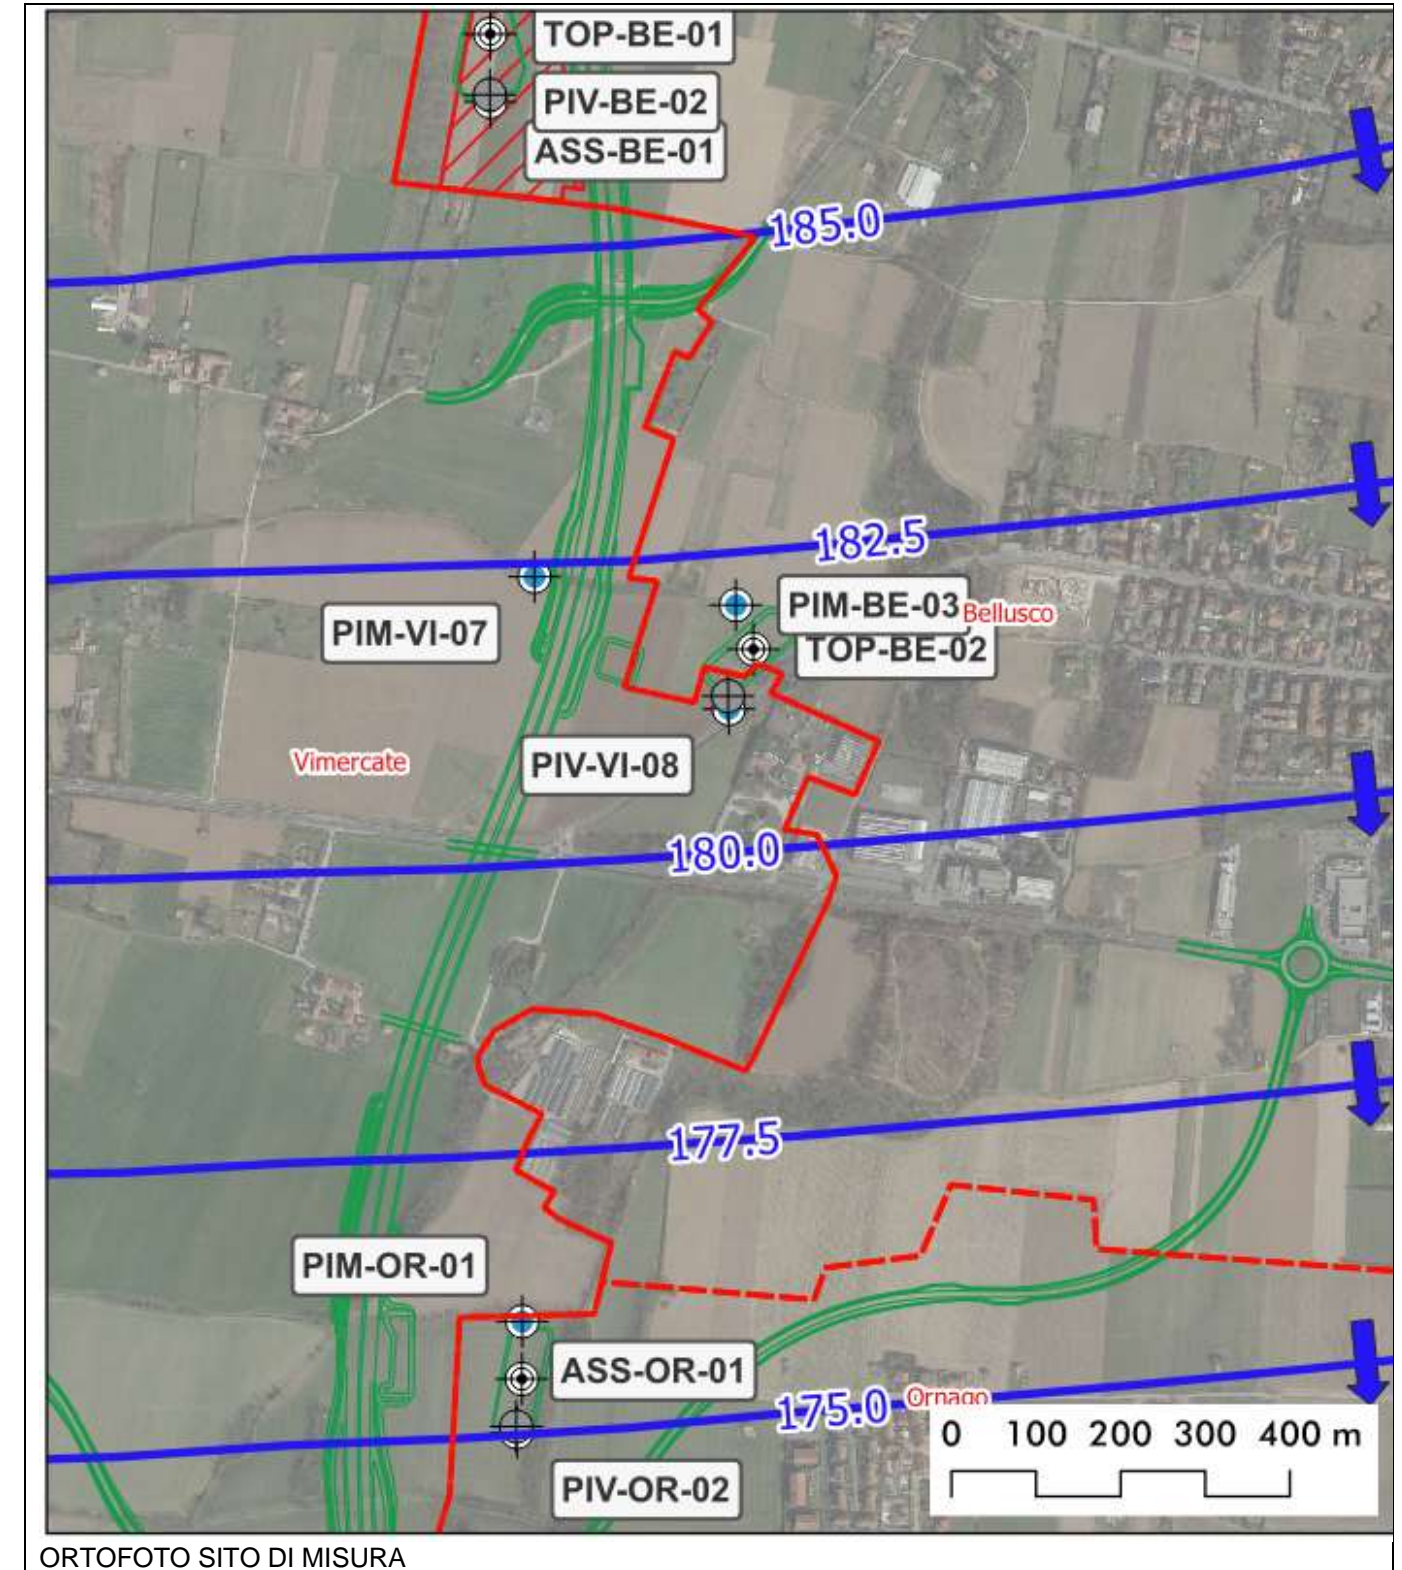 TOP-BE-01
PIV-BE-02
ASS-BE-01
185.0
182.5
PIM-BE-03
Bellusco
PIM-VI-07
TOP-BE-02
Vimercate
PIV-VI-08
180.0
177.5
PIM-OR-01
ASS-OR-01
175.0
Ornago
0 100 200 300 400 m
PIV-OR-02
ORTOFOTO SITO DI MISURA